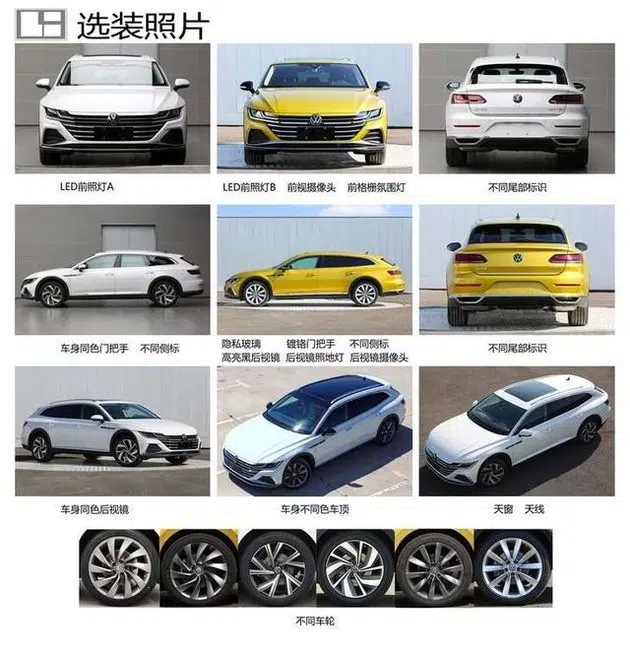 选装照片
LED前照灯A
LED前照灯B 前视摄像头 前格栅氛围灯
不同尾部标识
车身同色门把手 不同侧标
隐私玻璃 镀铬门把手 不同侧标
高亮黑后视镜 后视镜照地灯 后视镜摄像头
不同尾部标识
车身同色后视镜
车身不同色车顶
天窗 天线
不同车轮